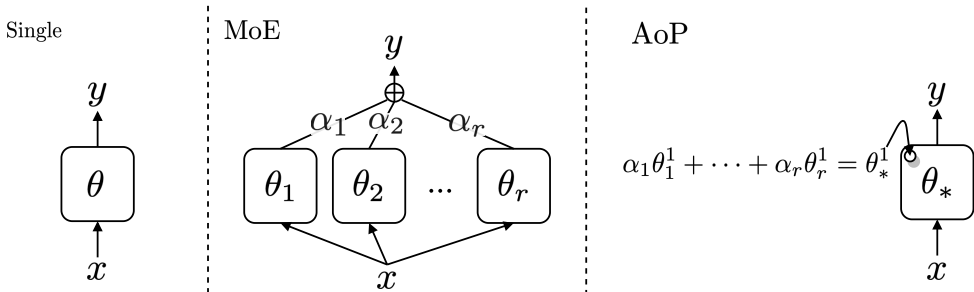 Single
y
θ
x
MoE
y
⊕
α₁ α₂ αᵣ
θ₁ θ₂ ... θᵣ
x
AoP
y
α₁θ₁¹ + ⋯ + αᵣθᵣ¹ = θ∗¹
θ∗
x